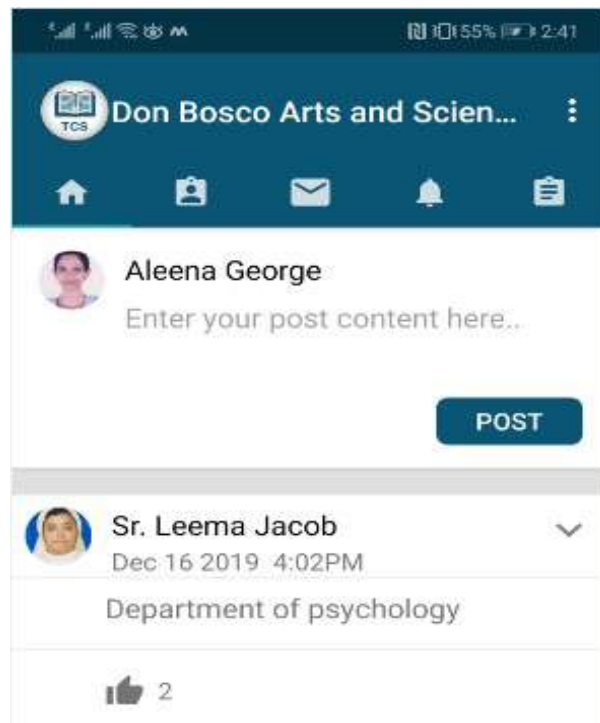 55% 2:41
TCS
Don Bosco Arts and Scien...
Aleena George
Enter your post content here..
POST
Sr. Leema Jacob
Dec 16 2019 4:02PM
Department of psychology
2